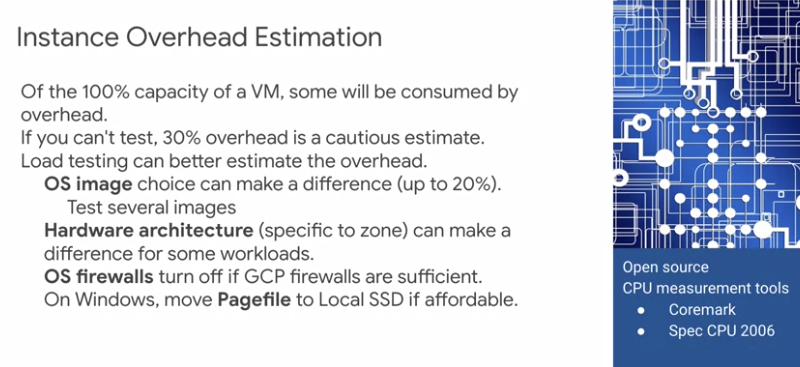 Instance Overhead Estimation
Of the 100% capacity of a VM, some will be consumed by
overhead.
If you can't test, 30% overhead is a cautious estimate.
Load testing can better estimate the overhead.
OS image choice can make a difference (up to 20%).
Test several images
Hardware architecture (specific to zone) can make a
difference for some workloads.
OS firewalls turn off if GCP firewalls are sufficient.
On Windows, move Pagefile to Local SSD if affordable.
Open source
CPU measurement tools
● Coremark
● Spec CPU 2006